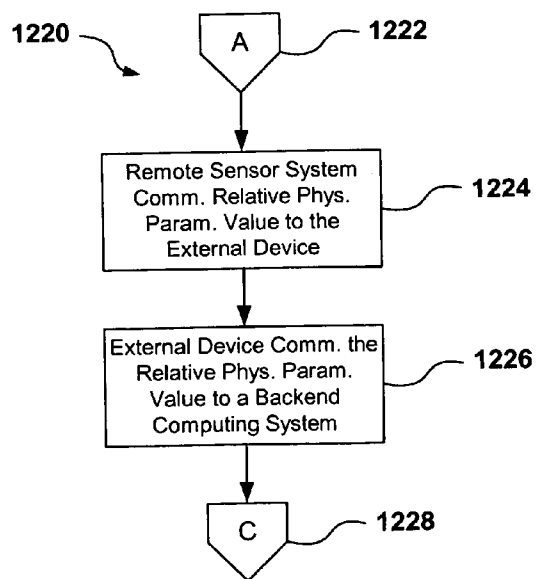 1220
A
1222
Remote Sensor System
Comm. Relative Phys.
Param. Value to the
External Device
1224
External Device Comm. the
Relative Phys. Param.
Value to a Backend
Computing System
1226
C
1228